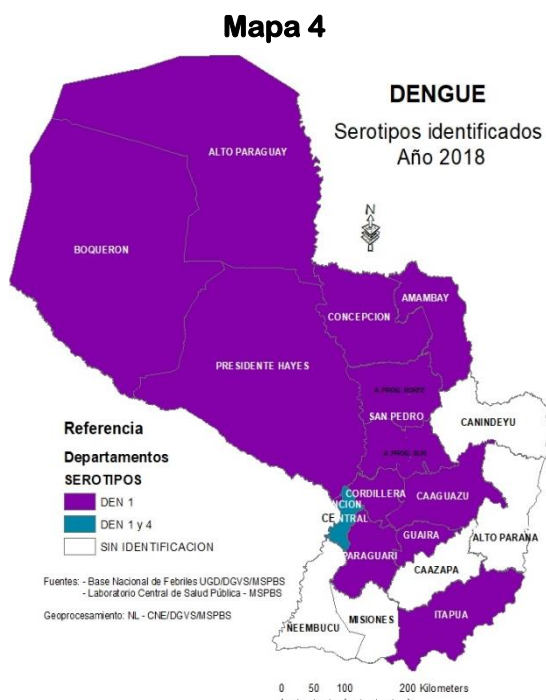 Mapa 4
DENGUE
Serotipos identificados
Año 2018
N
ALTO PARAGUAY
BOQUERON
AMAMBAY
CONCEPCION
PRESIDENTE HAYES
SAN PEDRO
CANINDEYU
Referencia
Departamentos
SEROTIPOS
DEN 1
DEN 1 y 4
SIN IDENTIFICACION
CORDILLERA
CAAGUAZU
NCION
CENTRAL
GUAIRA
ALTO PARANA
PARAGUARI
CAAZAPA
Fuentes: - Base Nacional de Febriles UGD/DGVS/MSPBS
- Laboratorio Central de Salud Pública - MSPBS
Geoprocesamiento: NL - CNE/DGVS/MSPBS
ÑEEMBUCU
MISIONES
ITAPUA
0 50 100 200 Kilometers